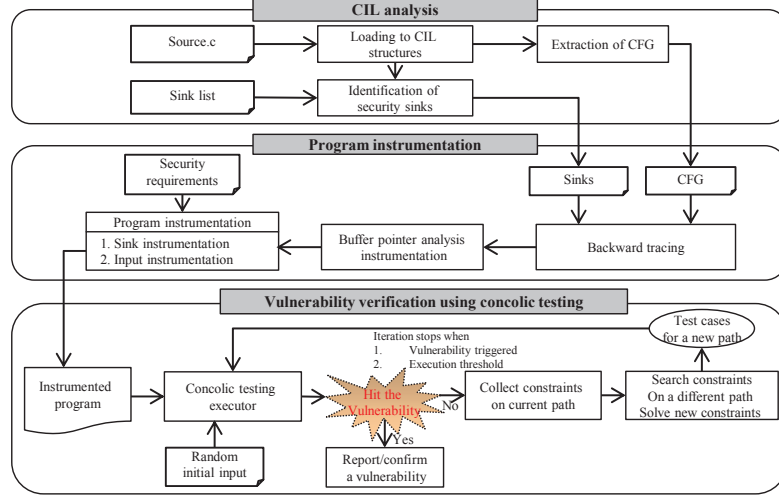 CIL analysis
Source.c
Loading to CIL
structures
Extraction of CFG
Sink list
Identification of
security sinks
Program instrumentation
Security
requirements
Sinks
CFG
Program instrumentation
1. Sink instrumentation
2. Input instrumentation
Buffer pointer analysis
instrumentation
Backward tracing
Vulnerability verification using concolic testing
Iteration stops when
1. Vulnerability triggered
2. Execution threshold
Test cases
for a new path
Instrumented
program
Concolic testing
executor
Hit the
Vulnerability
No
Collect constraints
on current path
Search constraints
On a different path
Solve new constraints
Yes
Random
initial input
Report/confirm
a vulnerability